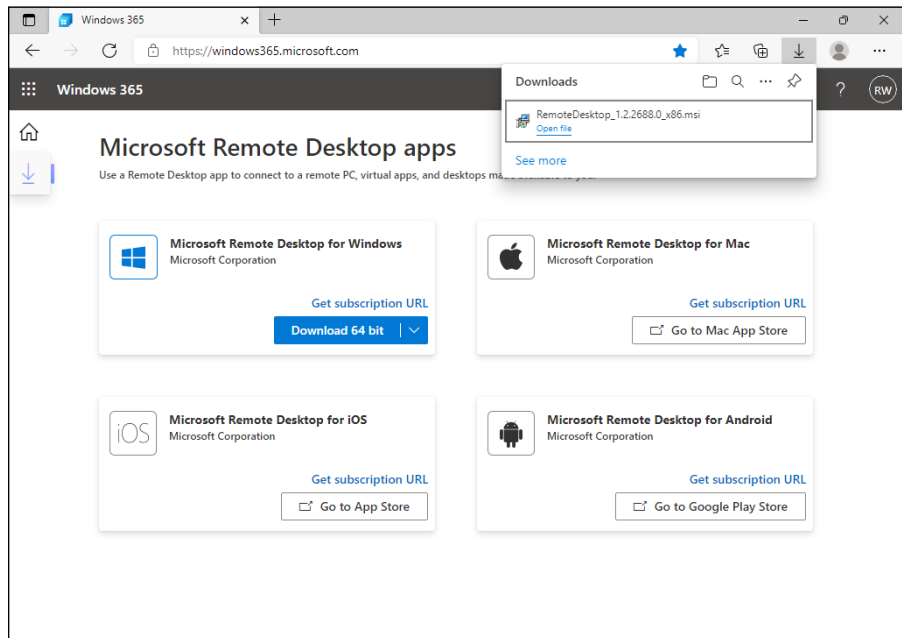 Windows 365
https://windows365.microsoft.com
Windows 365
Downloads
? RW
RemoteDesktop_1.2.2688.0_x86.msi
Open file
See more
Microsoft Remote Desktop apps
Use a Remote Desktop app to connect to a remote PC, virtual apps, and desktops
Microsoft Remote Desktop for Windows
Microsoft Corporation
Get subscription URL
Download 64 bit
Microsoft Remote Desktop for Mac
Microsoft Corporation
Get subscription URL
Go to Mac App Store
iOS
Microsoft Remote Desktop for iOS
Microsoft Corporation
Get subscription URL
Go to App Store
Microsoft Remote Desktop for Android
Microsoft Corporation
Get subscription URL
Go to Google Play Store